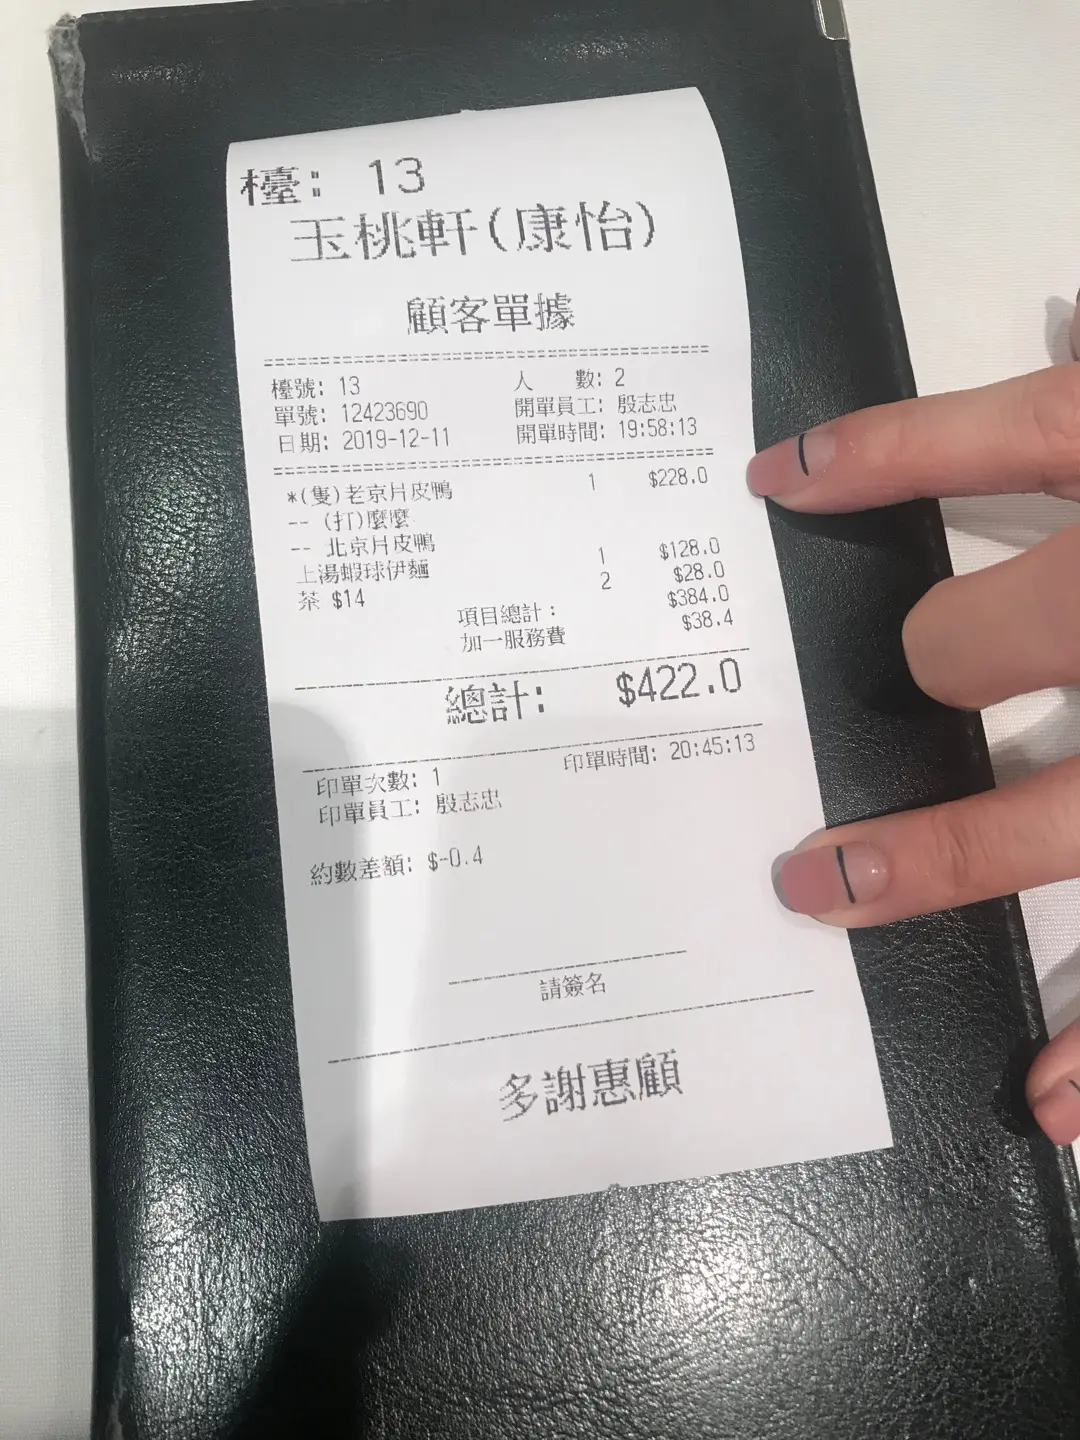 檯: 13
玉桃軒(康怡)
顧客單據
檯號: 13 人 數: 2
單號: 12423690 開單員工: 殷志忠
日期: 2019-12-11 開單時間: 19:58:13
*(隻)老京片皮鴨 1 $228.0
-- (打)麼麼
-- 北京片皮鴨
上湯蝦球伊麵 1 $128.0
茶 $14 2 $28.0
項目總計: $384.0
加一服務費 $38.4
總計: $422.0
印單次數: 1 印單時間: 20:45:13
印單員工: 殷志忠
約數差額: $-0.4
請簽名
多謝惠顧